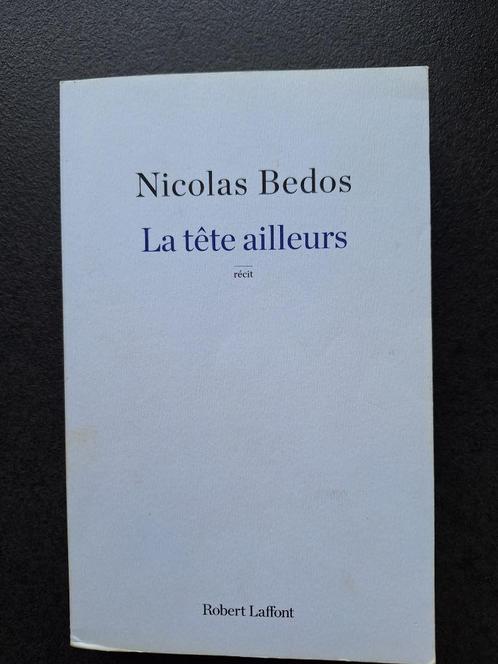 Nicolas Bedos
La tête ailleurs
récit
Robert Laffont